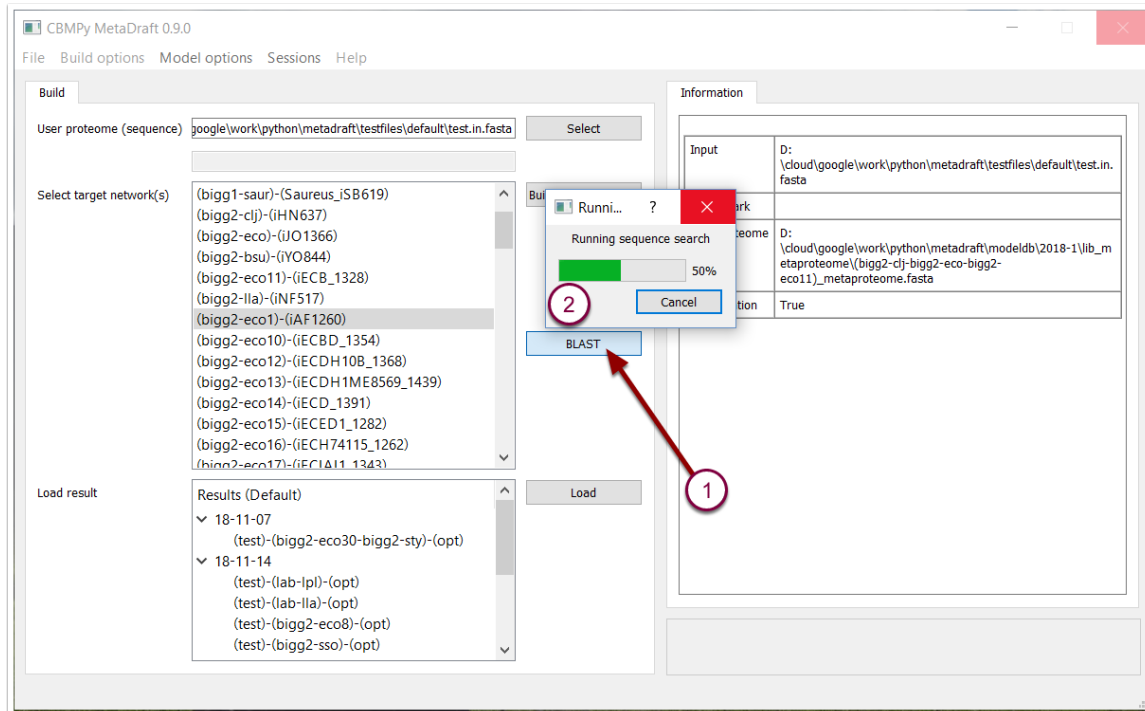 CBMPy MetaDraft 0.9.0
File Build options Model options Sessions Help
Build
User proteome (sequence)
google\work\python\metadraft\testfiles\default\test.in.fasta
Select
Select target network(s)
(bigg1-saur)-(Saureus_iSB619)
(bigg2-clj)-(iHN637)
(bigg2-eco)-(iJO1366)
(bigg2-bsu)-(iYO844)
(bigg2-eco11)-(iECB_1328)
(bigg2-lla)-(iNF517)
(bigg2-eco1)-(iAF1260)
(bigg2-eco10)-(iECBD_1354)
(bigg2-eco12)-(iECDH10B_1368)
(bigg2-eco13)-(iECDH1ME8569_1439)
(bigg2-eco14)-(iECD_1391)
(bigg2-eco15)-(iECED1_1282)
(bigg2-eco16)-(iECH74115_1262)
(bigg2-eco17)-(iECIAI1_1343)
Bui
Runni... ?
Running sequence search
50%
Cancel
2
BLAST
1
Load result
Results (Default)
18-11-07
(test)-(bigg2-eco30-bigg2-sty)-(opt)
18-11-14
(test)-(lab-lpl)-(opt)
(test)-(lab-lla)-(opt)
(test)-(bigg2-eco8)-(opt)
(test)-(bigg2-sso)-(opt)
Load
Information
Input
D:
\cloud\google\work\python\metadraft\testfiles\default\test.in.
fasta
ark
teome
D:
\cloud\google\work\python\metadraft\modeldb\2018-1\lib_m
etaproteome\(bigg2-clj-bigg2-eco-bigg2-
eco11)_metaproteome.fasta
tion
True